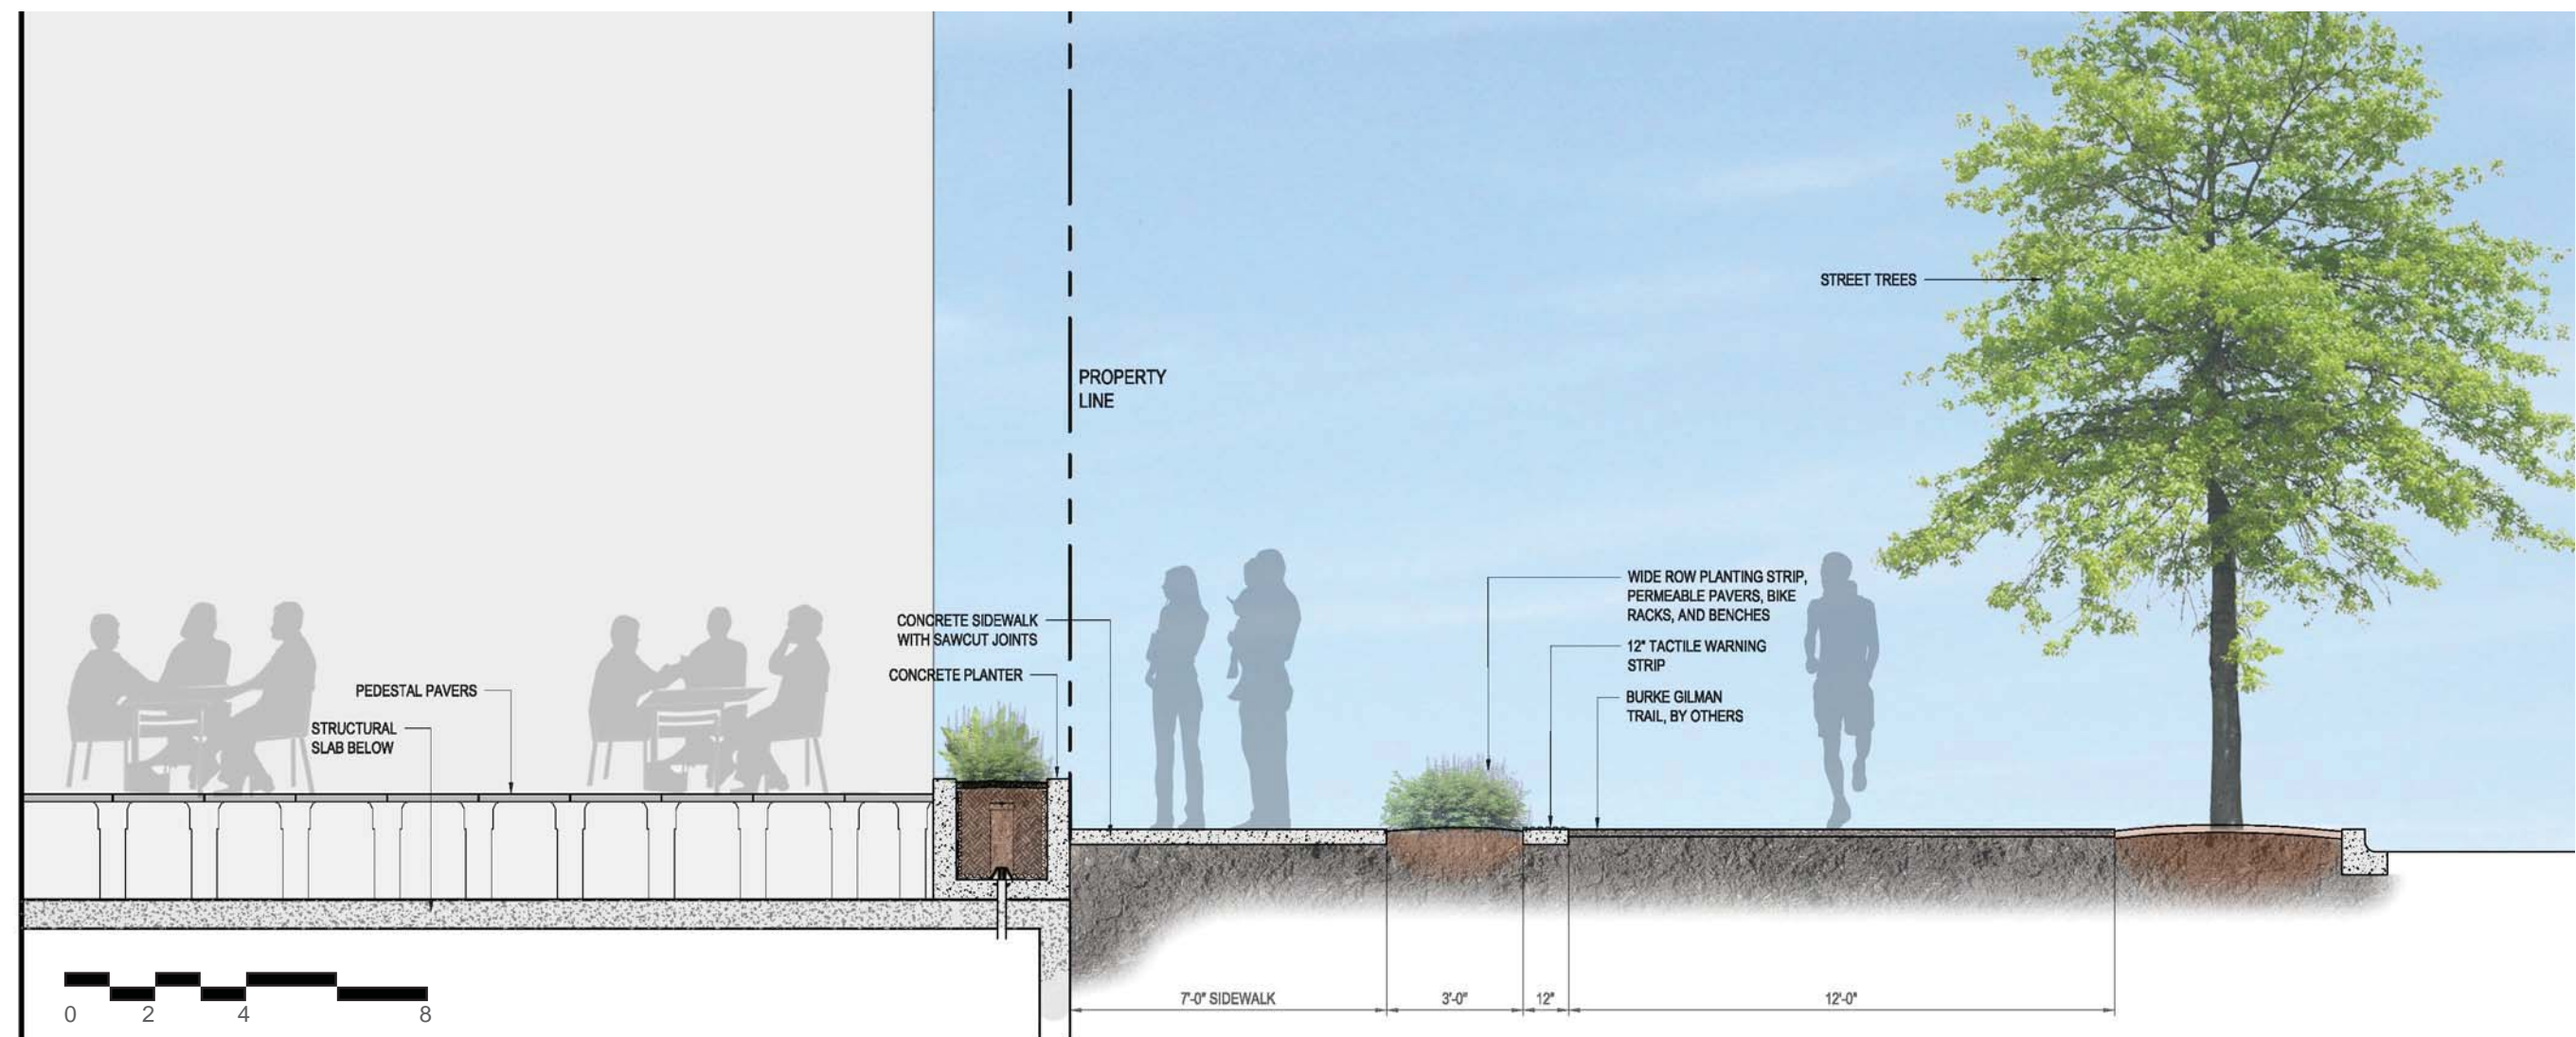 STREET TREES
PROPERTY
LINE
WIDE ROW PLANTING STRIP,
PERMEABLE PAVERS, BIKE
RACKS, AND BENCHES
CONCRETE SIDEWALK
WITH SAWCUT JOINTS
12" TACTILE WARNING
STRIP
CONCRETE PLANTER
PEDESTAL PAVERS
BURKE GILMAN
TRAIL, BY OTHERS
STRUCTURAL
SLAB BELOW
7'-0" SIDEWALK
3'-0"
12"
12'-0"
0 2 4 8